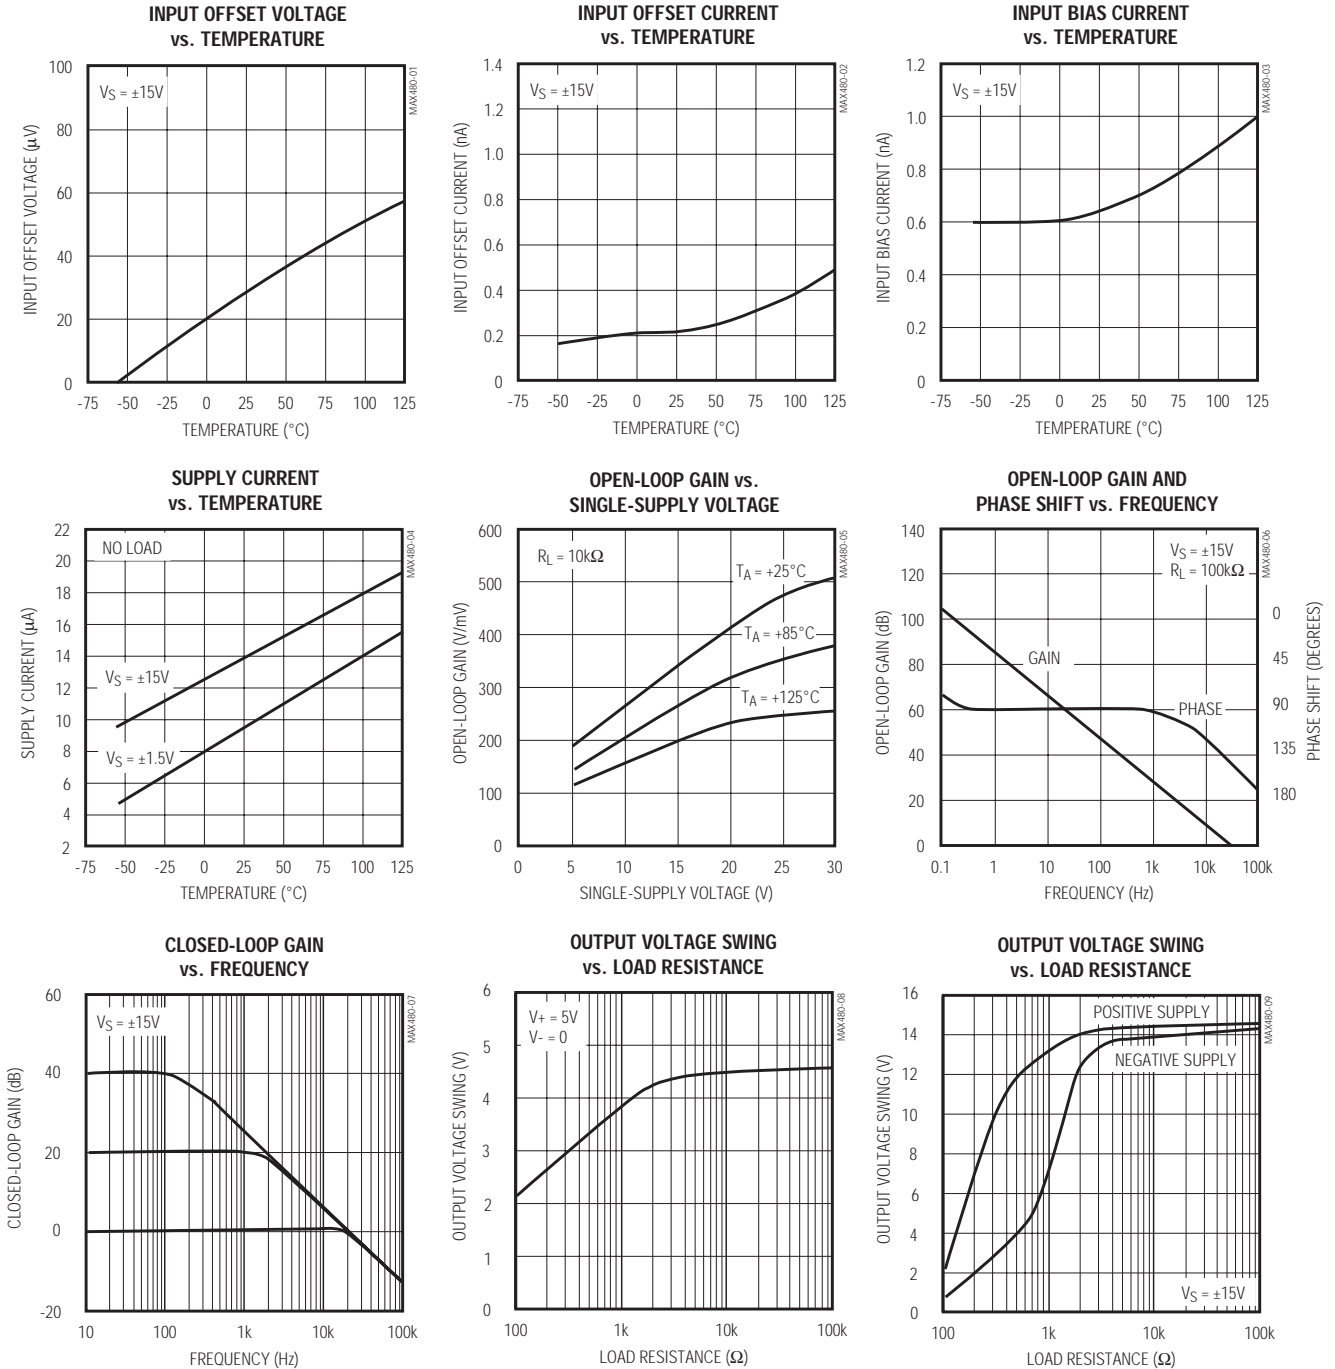 INPUT OFFSET VOLTAGE
vs. TEMPERATURE
VS = ±15V
MAX480-01
INPUT OFFSET VOLTAGE (µV)
100
80
60
40
20
0
-75 -50 -25 0 25 50 75 100 125
TEMPERATURE (°C)
INPUT OFFSET CURRENT
vs. TEMPERATURE
VS = ±15V
MAX480-02
INPUT OFFSET CURRENT (nA)
1.4
1.2
1.0
0.8
0.6
0.4
0.2
0
-75 -50 -25 0 25 50 75 100 125
TEMPERATURE (°C)
INPUT BIAS CURRENT
vs. TEMPERATURE
VS = ±15V
MAX480-03
INPUT BIAS CURRENT (nA)
1.2
1.0
0.8
0.6
0.4
0.2
0
-75 -50 -25 0 25 50 75 100 125
TEMPERATURE (°C)
SUPPLY CURRENT
vs. TEMPERATURE
NO LOAD
MAX480-04
SUPPLY CURRENT (µA)
22
20
18
16
14
12
10
8
6
4
2
VS = ±15V
VS = ±1.5V
-75 -50 -25 0 25 50 75 100 125
TEMPERATURE (°C)
OPEN-LOOP GAIN vs.
SINGLE-SUPPLY VOLTAGE
RL = 10kΩ
MAX480-05
OPEN-LOOP GAIN (V/mV)
600
500
400
300
200
100
0
TA = +25°C
TA = +85°C
TA = +125°C
0 5 10 15 20 25 30
SINGLE-SUPPLY VOLTAGE (V)
OPEN-LOOP GAIN AND
PHASE SHIFT vs. FREQUENCY
VS = ±15V
RL = 100kΩ
MAX480-06
OPEN-LOOP GAIN (dB)
140
120
100
80
60
40
20
0
GAIN
PHASE
0
45
90
135
180
PHASE SHIFT (DEGREES)
0.1 1 10 100 1k 10k 100k
FREQUENCY (Hz)
CLOSED-LOOP GAIN
vs. FREQUENCY
VS = ±15V
MAX480-07
CLOSED-LOOP GAIN (dB)
60
40
20
0
-20
10 100 1k 10k 100k
FREQUENCY (Hz)
OUTPUT VOLTAGE SWING
vs. LOAD RESISTANCE
V+ = 5V
V- = 0
MAX480-08
OUTPUT VOLTAGE SWING (V)
6
5
4
3
2
1
0
100 1k 10k 100k
LOAD RESISTANCE (Ω)
OUTPUT VOLTAGE SWING
vs. LOAD RESISTANCE
MAX480-09
OUTPUT VOLTAGE SWING (V)
16
14
12
10
8
6
4
2
0
POSITIVE SUPPLY
NEGATIVE SUPPLY
VS = ±15V
100 1k 10k 100k
LOAD RESISTANCE (Ω)